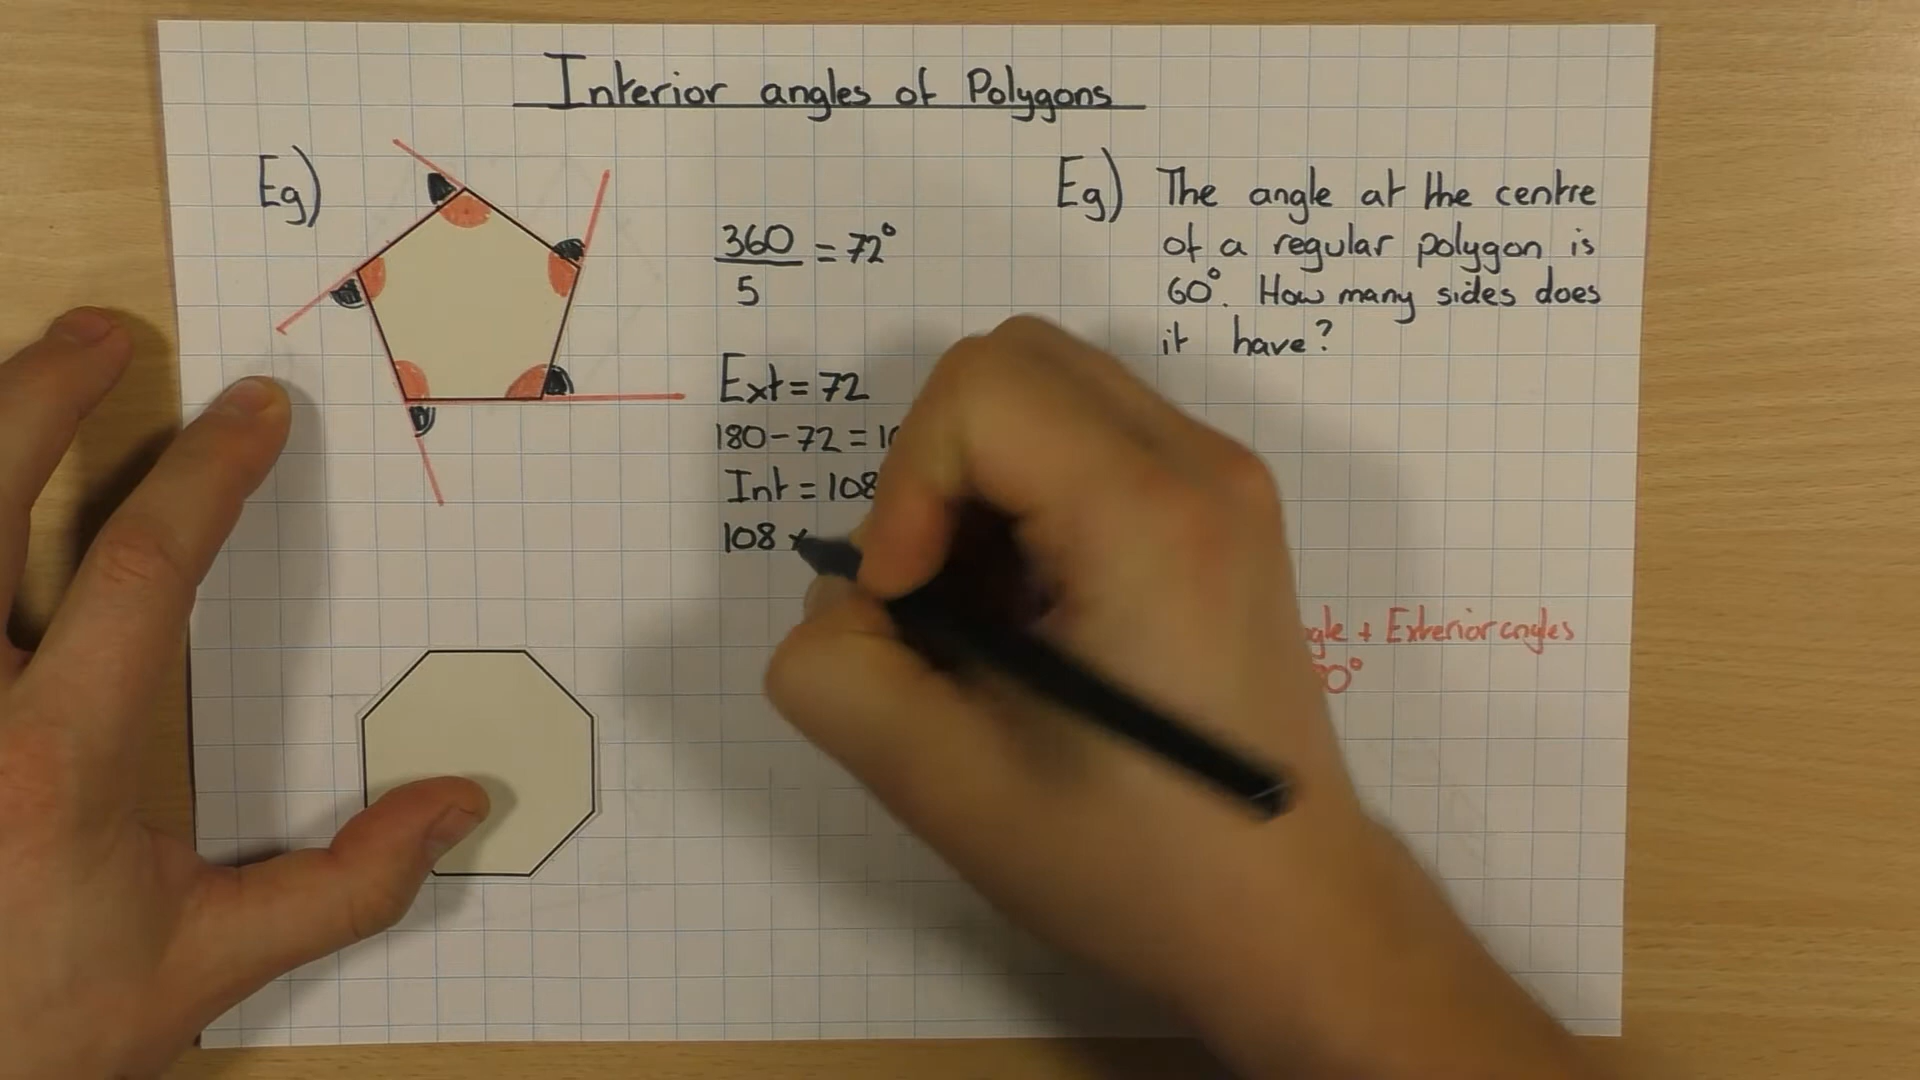 Interior angles of Polygons
Eg)
360
5
= 72°
Ext = 72
180 - 72 =
Int = 108
108 ×
Eg) The angle at the centre
of a regular polygon is
60°. How many sides does
it have?
+ Exterior angles